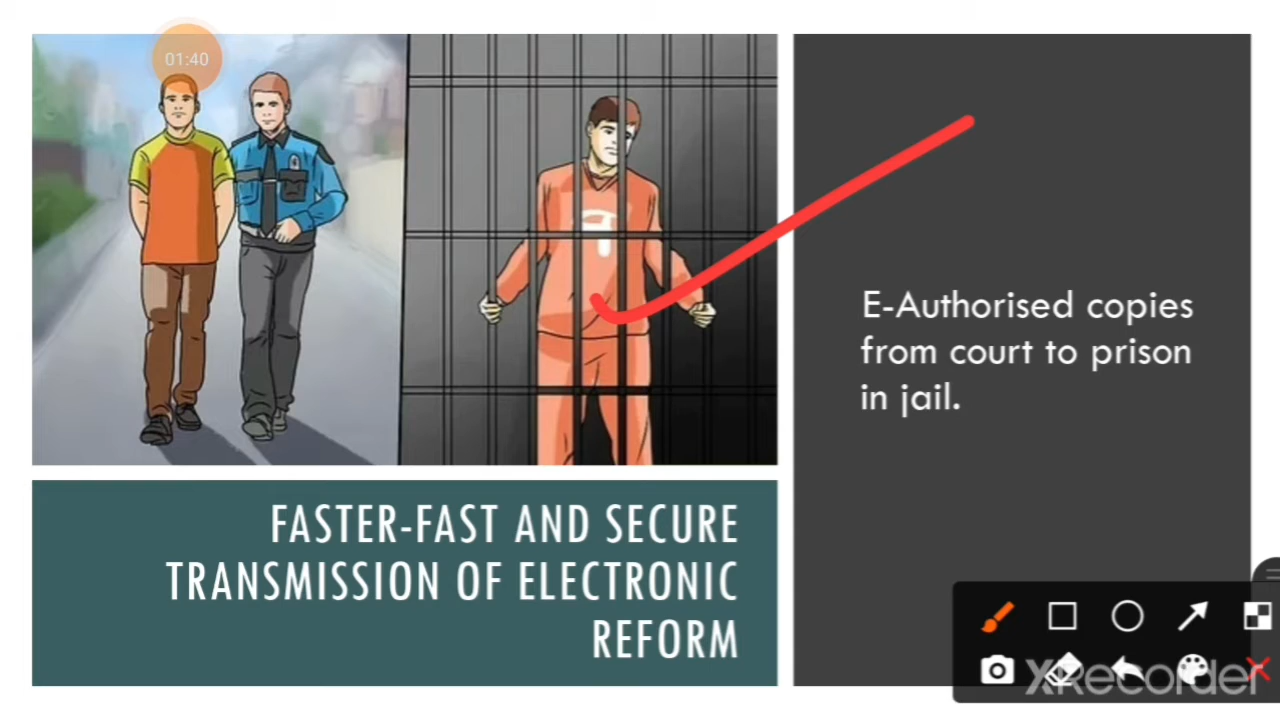 01:40
E-Authorised copies
from court to prison
in jail.
FASTER-FAST AND SECURE
TRANSMISSION OF ELECTRONIC
REFORM
XRecorder